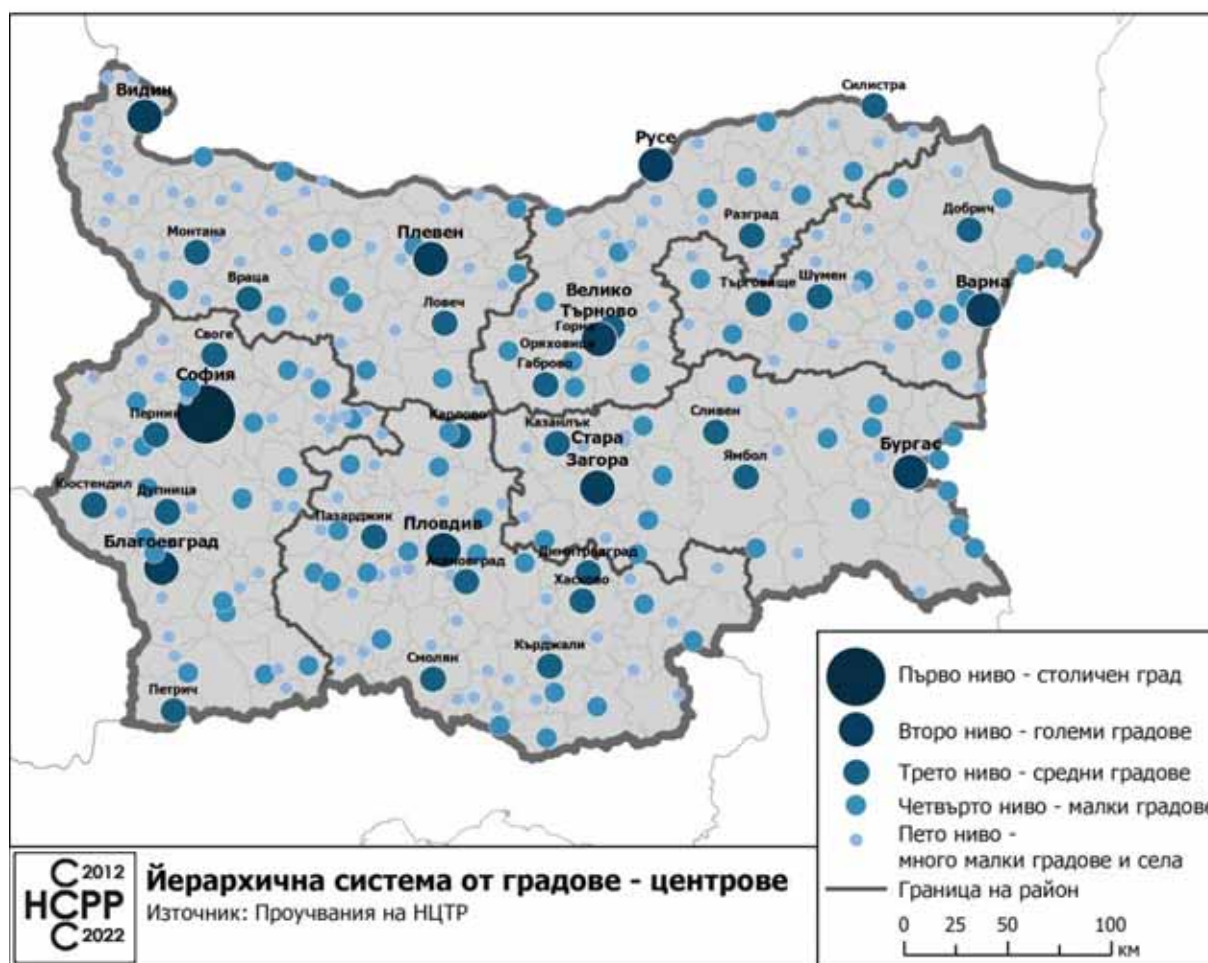 Видин
Силистра
Русе
Добрич
Разград
Монтана
Плевен
Враца
Велико
Търново
Търговище
Шумен
Варна
Ловеч
Горна
Оряховица
Своге
Габрово
София
Перник
Карлово
Казанлък
Сливен
Стара
Загора
Бургас
Ямбол
Кюстендил
Дупница
Пазарджик
Пловдив
Благоевград
Асеновград
Димитровград
Хасково
Кърджали
Смолян
Петрич
Първо ниво - столичен град
Второ ниво - големи градове
Трето ниво - средни градове
Четвърто ниво - малки градове
Пето ниво -
много малки градове и села
Граница на район
0 25 50 100
км
С 2012
НСРР
С 2022
Йерархична система от градове - центрове
Източник: Проучвания на НЦТР